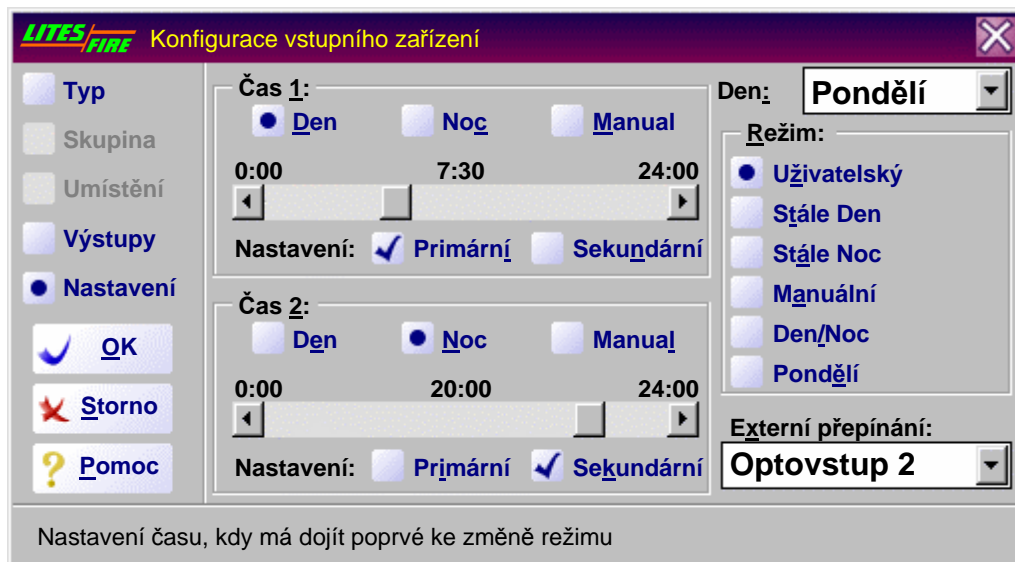 LITES FIRE Konfigurace vstupního zařízení
Typ
Skupina
Umístění
Výstupy
Nastavení
OK
Storno
Pomoc
Čas 1:
Den Noc Manual
0:00 7:30 24:00
Nastavení: Primární Sekundární
Čas 2:
Den Noc Manual
0:00 20:00 24:00
Nastavení: Primární Sekundární
Den: Pondělí
Režim:
Uživatelský
Stále Den
Stále Noc
Manuální
Den/Noc
Pondělí
Externí přepínání:
Optovstup 2
Nastavení času, kdy má dojít poprvé ke změně režimu